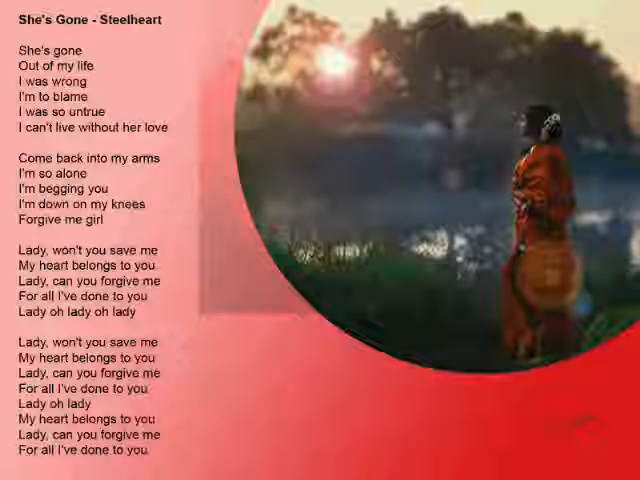 She's Gone - Steelheart
She's gone
Out of my life
I was wrong
I'm to blame
I was so untrue
I can't live without her love
Come back into my arms
I'm so alone
I'm begging you
I'm down on my knees
Forgive me girl
Lady, won't you save me
My heart belongs to you
Lady, can you forgive me
For all I've done to you
Lady oh lady oh lady
Lady, won't you save me
My heart belongs to you
Lady, can you forgive me
For all I've done to you
Lady oh lady
My heart belongs to you
Lady, can you forgive me
For all I've done to you